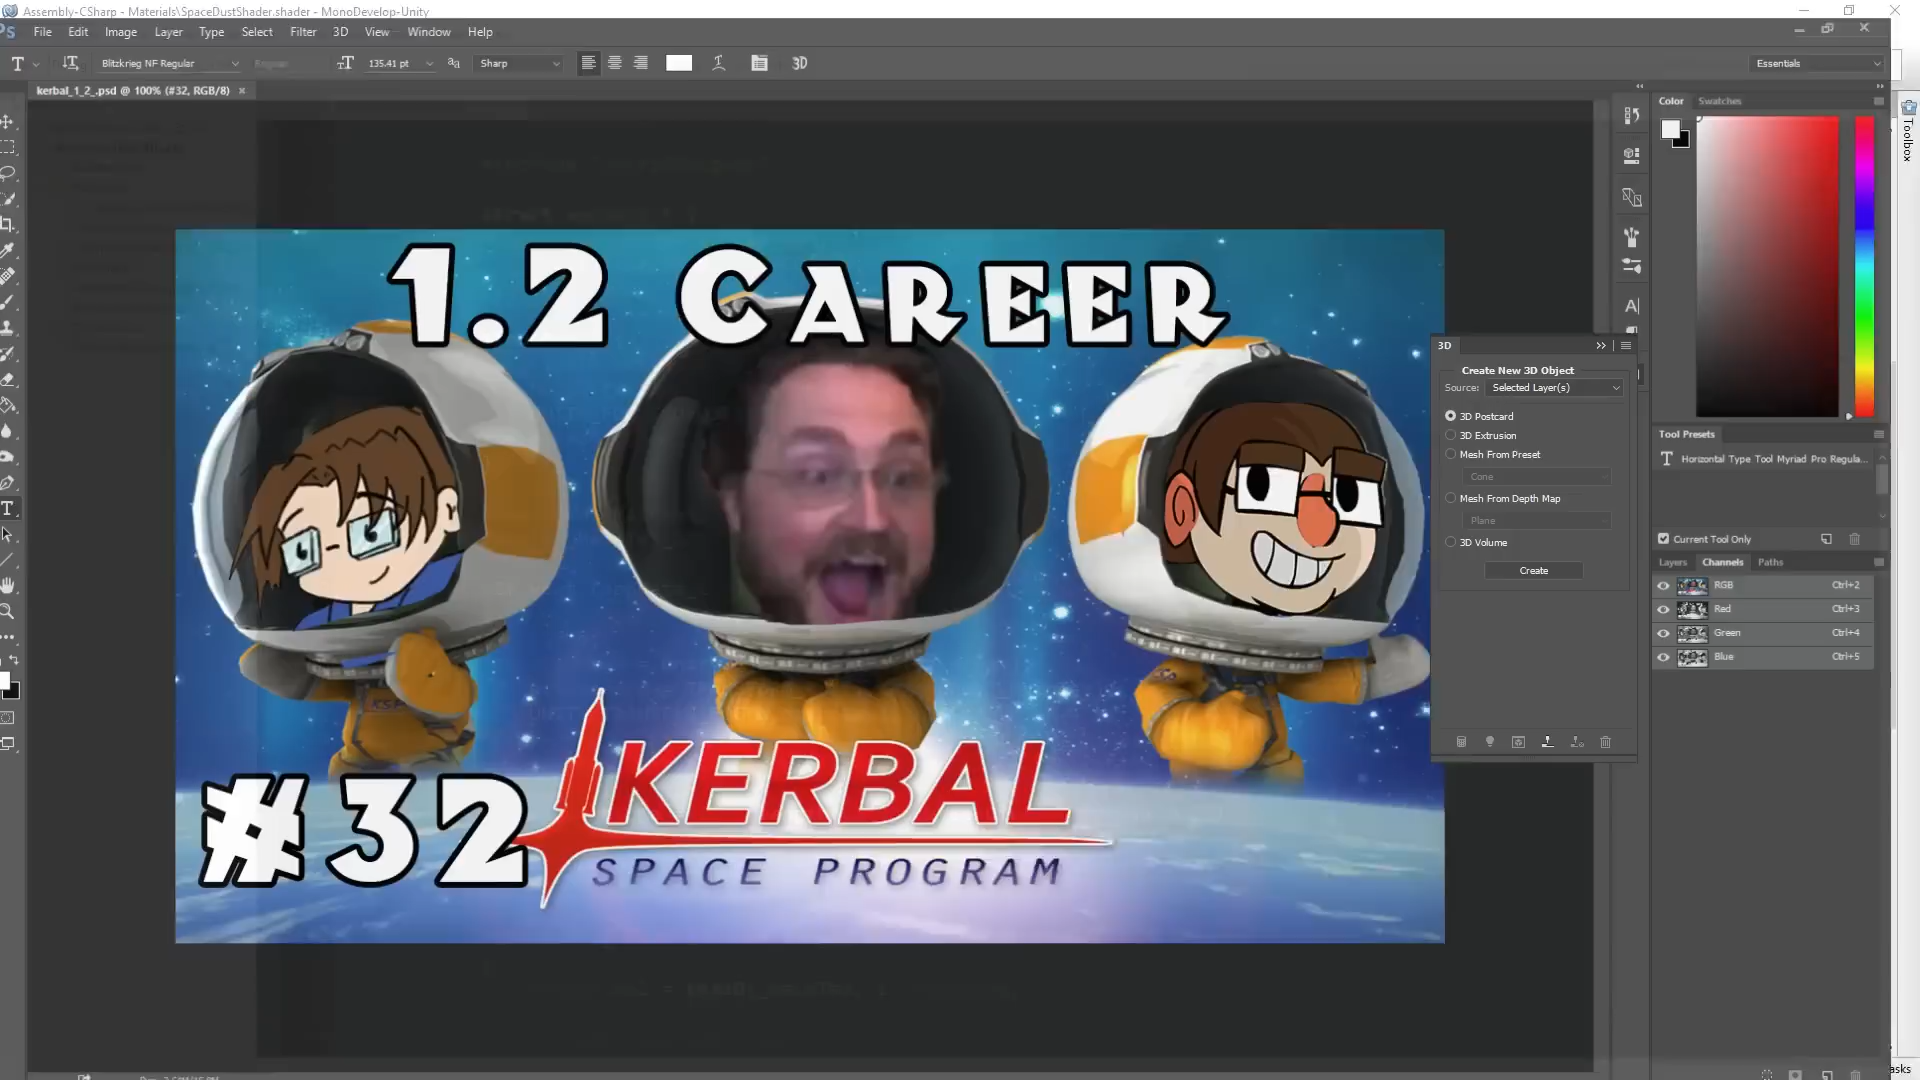 Assembly-CSharp - Materials\SpaceDustShader.shader - MonoDevelop-Unity
Ps File Edit Image Layer Type Select Filter 3D View Window Help
T Blitzkrieg NF Regular Regular 135.41 pt Sharp 3D Essentials
kerbal_1_2_.psd @ 100% (#32, RGB/8) ×
Color Swatches
Toolbox
1.2 CAREER
3D
Create New 3D Object
Source: Selected Layer(s)
3D Postcard
3D Extrusion
Mesh From Preset
Cone
Mesh From Depth Map
Plane
3D Volume
Create
Tool Presets
Horizontal Type Tool Myriad Pro Regula...
Current Tool Only
Layers Channels Paths
RGB Ctrl+2
Red Ctrl+3
Green Ctrl+4
Blue Ctrl+5
KERBAL
SPACE PROGRAM
#32
asks